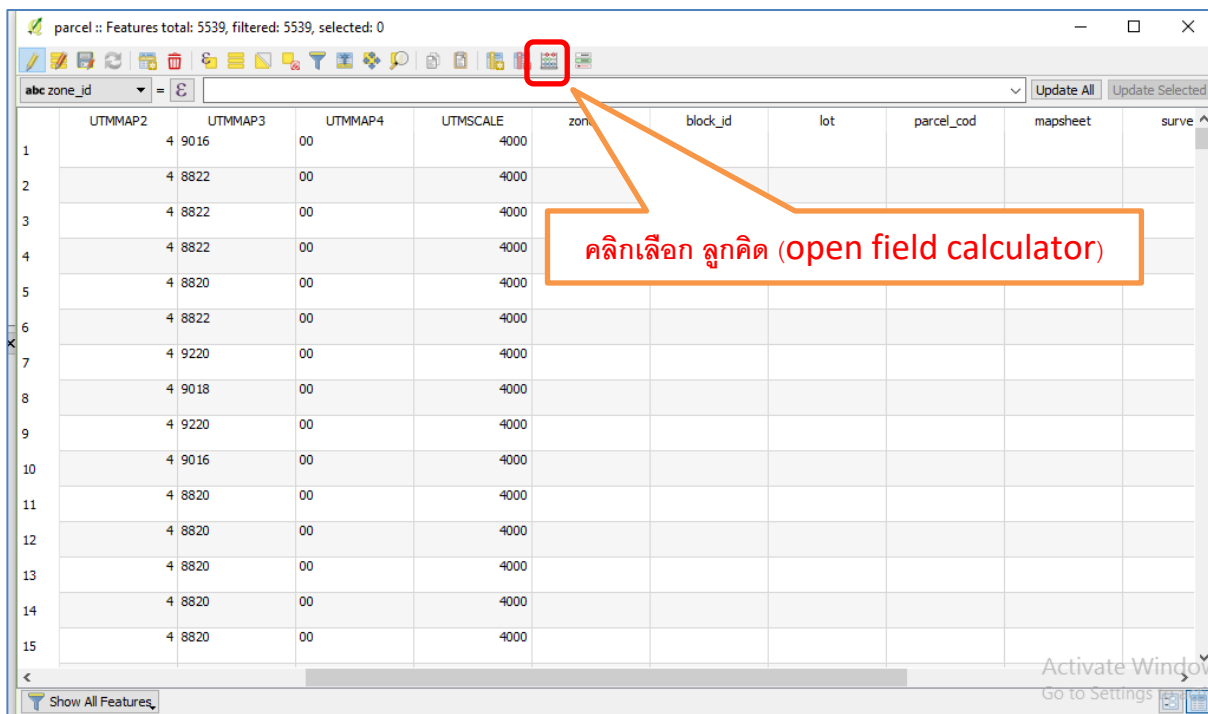 parcel :: Features total: 5539, filtered: 5539, selected: 0
abc zone_id = ε Update All Update Selected
UTMMAP2 UTMMAP3 UTMMAP4 UTMSCALE zon block_id lot parcel_cod mapsheet surve
1 4 9016 00 4000
2 4 8822 00 4000
3 4 8822 00 4000
4 4 8822 00 4000
5 4 8820 00 4000
6 4 8822 00 4000
7 4 9220 00 4000
8 4 9018 00 4000
9 4 9220 00 4000
10 4 9016 00 4000
11 4 8820 00 4000
12 4 8820 00 4000
13 4 8820 00 4000
14 4 8820 00 4000
15 4 8820 00 4000
คลิกเลือก ลูกคิด (open field calculator)
Activate Window
Go to Settings
Show All Features